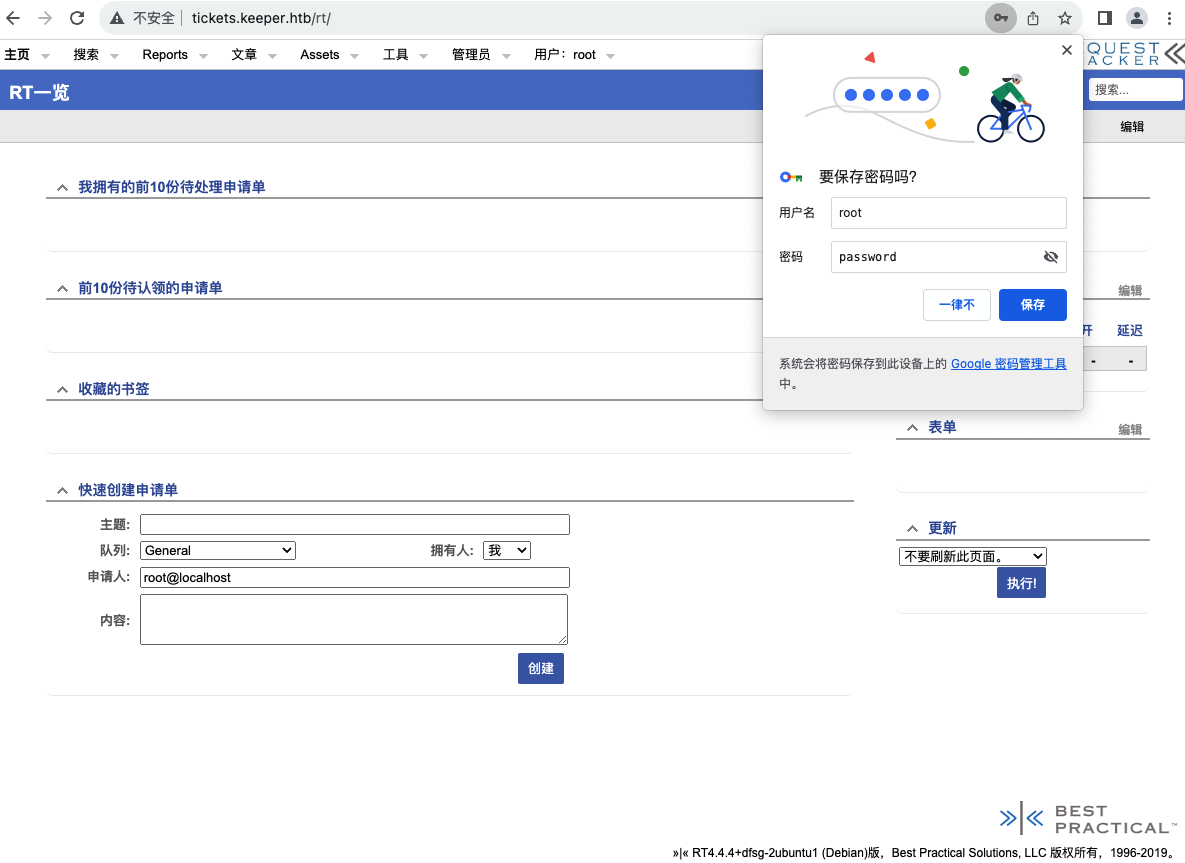 不安全 tickets.keeper.htb/rt/
主页 搜索 Reports 文章 Assets 工具 管理员 用户：root
QUEST
ACKER
RT一览
搜索...
编辑
要保存密码吗?
用户名 root
密码 password
一律不 保存
系统会将密码保存到此设备上的 Google 密码管理工具
中。
我拥有的前10份待处理申请单
前10份待认领的申请单
编辑
开 延迟
- -
收藏的书签
表单 编辑
快速创建申请单
主题:
队列: General 拥有人: 我
申请人: root@localhost
内容:
创建
更新
不要刷新此页面。
执行!
BEST
PRACTICAL™
»|« RT4.4.4+dfsg-2ubuntu1 (Debian)版，Best Practical Solutions, LLC 版权所有，1996-2019。